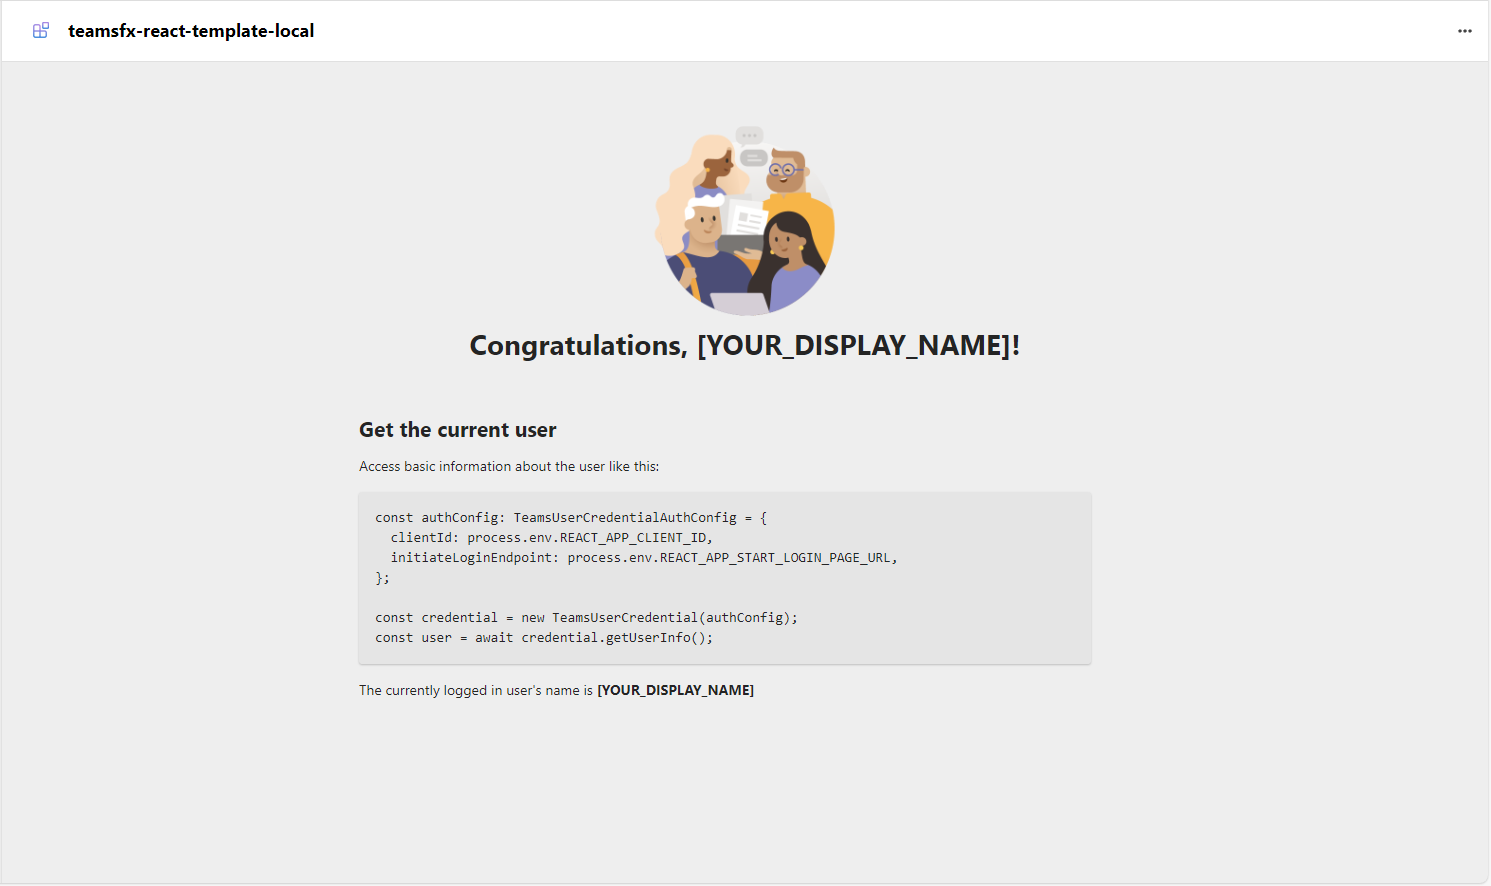 teamsfx-react-template-local
Congratulations, [YOUR_DISPLAY_NAME]!
Get the current user
Access basic information about the user like this:
const authConfig: TeamsUserCredentialAuthConfig = {
  clientId: process.env.REACT_APP_CLIENT_ID,
  initiateLoginEndpoint: process.env.REACT_APP_START_LOGIN_PAGE_URL,
};
const credential = new TeamsUserCredential(authConfig);
const user = await credential.getUserInfo();
The currently logged in user's name is [YOUR_DISPLAY_NAME]